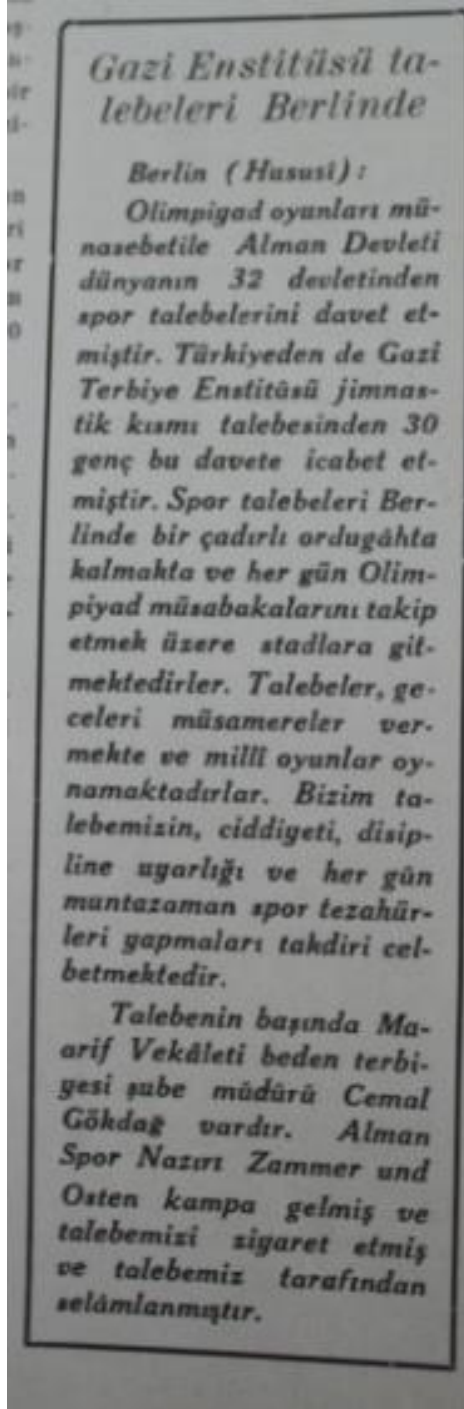 Gazi Enstitüsü ta-
lebeleri Berlinde
Berlin (Hususî):
Olimpiyad oyunları mü-
nasebetile Alman Devleti
dünyanın 32 devletinden
spor talebelerini davet et-
miştir. Türkiyeden de Gazi
Terbiye Enstitüsü jimnas-
tik kısmı talebesinden 30
genç bu davete icabet et-
miştir. Spor talebeleri Ber-
linde bir çadırlı ordugâhta
kalmakta ve her gün Olim-
piyad müsabakalarını takip
etmek üzere stadlara git-
mektedirler. Talebeler, ge-
celeri müsamereler ver-
mekte ve millî oyunlar oy-
namaktadırlar. Bizim ta-
lebemizin, ciddiyeti, disip-
line uyarlığı ve her gün
muntazaman spor tezahür-
leri yapmaları takdiri cel-
betmektedir.
Talebenin başında Ma-
arif Vekâleti beden terbi-
yesi şube müdürü Cemal
Gökdağ vardır. Alman
Spor Nazırı Zammer und
Osten kampa gelmiş ve
talebemizi ziyaret etmiş
ve talebemiz tarafından
selâmlanmıştır.